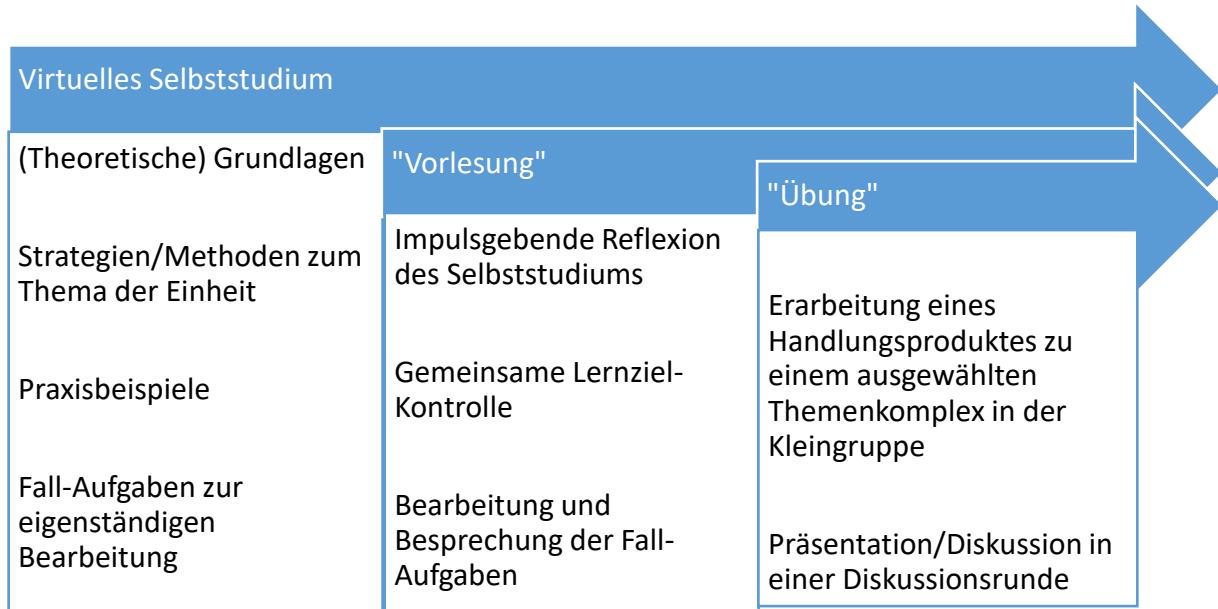 Virtuelles Selbststudium
(Theoretische) Grundlagen
Strategien/Methoden zum
Thema der Einheit
Praxisbeispiele
Fall-Aufgaben zur
eigenständigen
Bearbeitung
"Vorlesung"
Impulsgebende Reflexion
des Selbststudiums
Gemeinsame Lernziel-
Kontrolle
Bearbeitung und
Besprechung der Fall-
Aufgaben
"Übung"
Erarbeitung eines
Handlungsproduktes zu
einem ausgewählten
Themenkomplex in der
Kleingruppe
Präsentation/Diskussion in
einer Diskussionsrunde